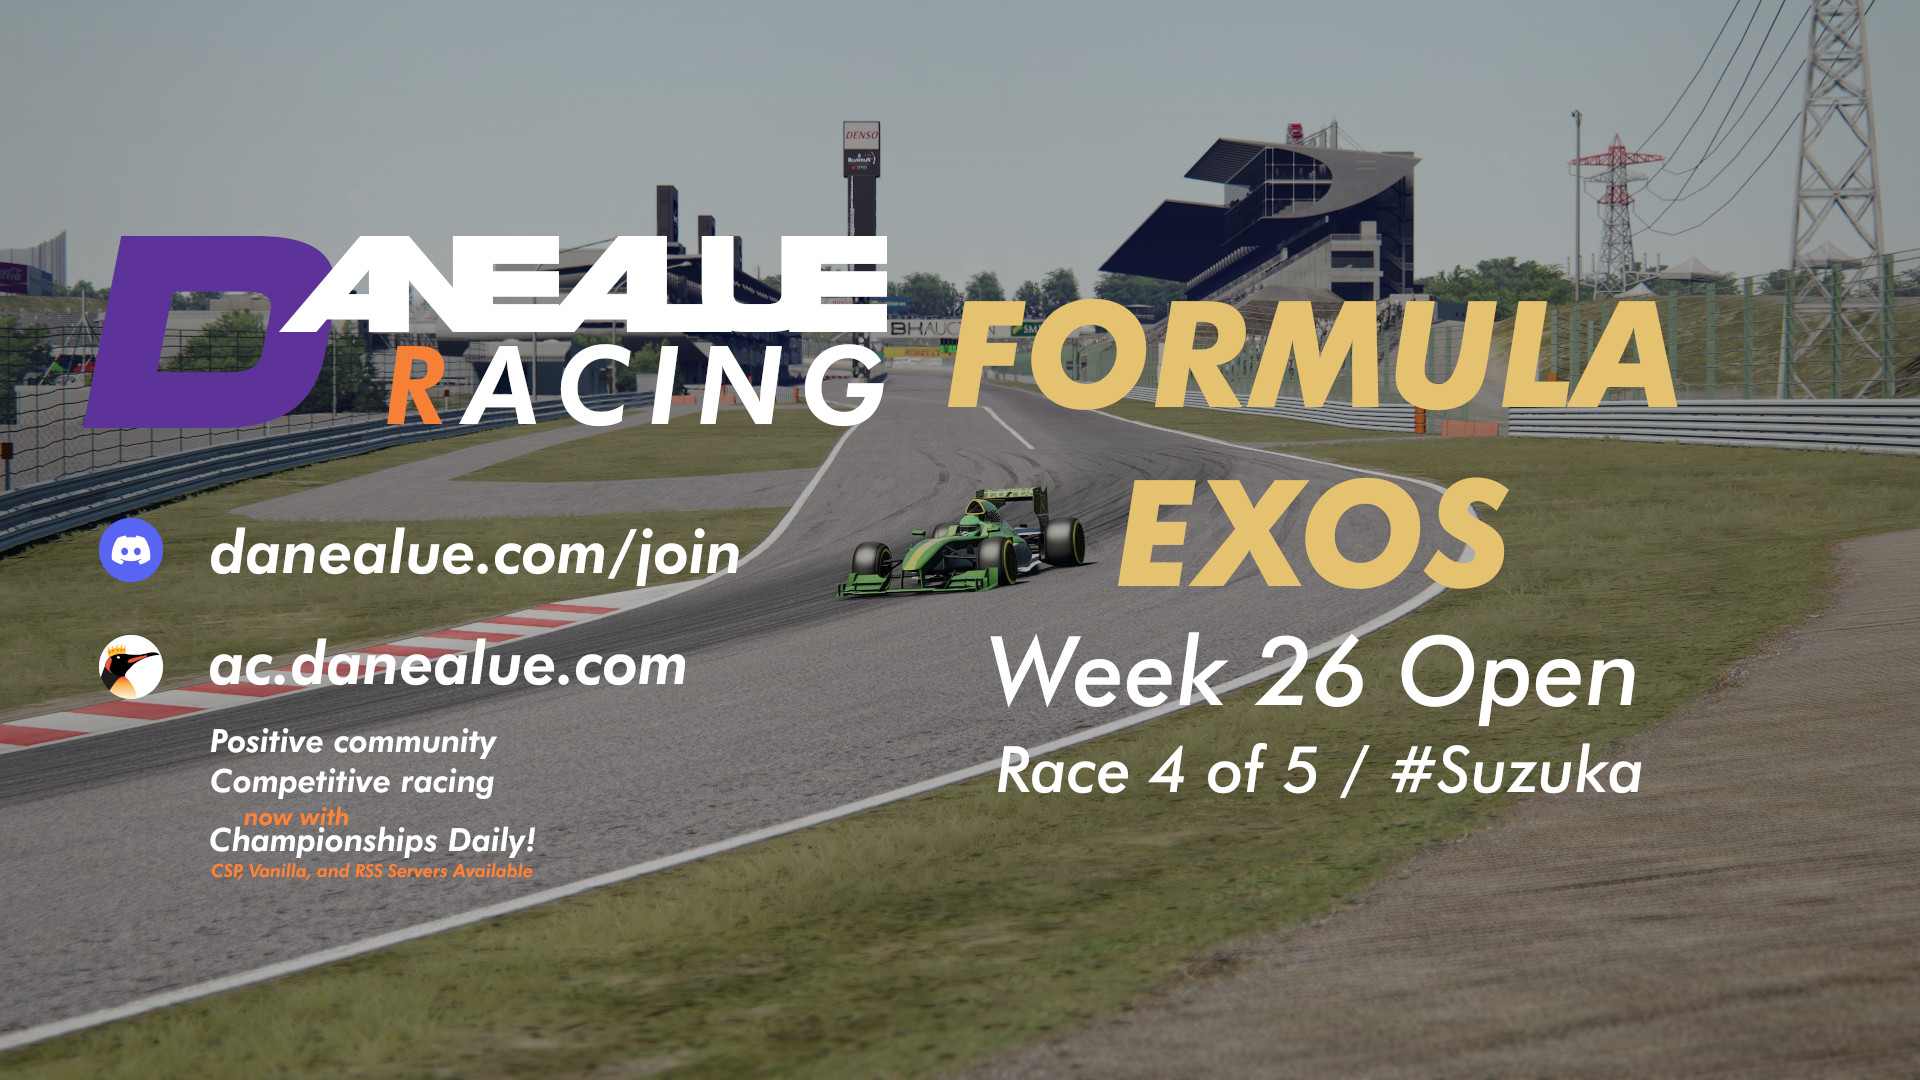 DENSO
DANEALUE
RACING
FORMULA
EXOS
danealue.com/join
ac.danealue.com
Week 26 Open
Race 4 of 5 / #Suzuka
Positive community
Competitive racing
now with
Championships Daily!
CSP, Vanilla, and RSS Servers Available